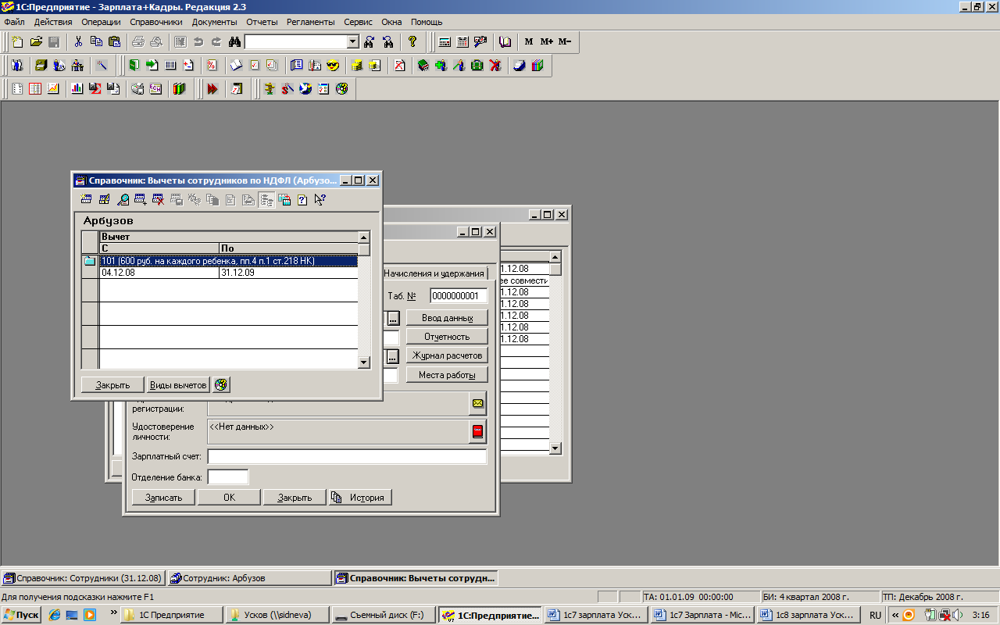 1С:Предприятие - Зарплата+Кадры. Редакция 2.3
Файл Действия Операции Справочники Документы Отчеты Регламенты Сервис Окна Помощь
M M+ M-
Справочник: Вычеты сотрудников по НДФЛ (Арбузо...
Арбузов
Вычет
С По
101 (600 руб. на каждого ребенка, пп.4 п.1 ст.218 НК)
04.12.08 31.12.09
Закрыть Виды вычетов
Начисления и удержания
Таб. № 0000000001
... Ввод данных
Отчетность
... Журнал расчетов
Места работы
1.12.08
ее совмести
1.12.08
1.12.08
1.12.08
1.12.08
1.12.08
регистрации:
Удостоверение личности: <<Нет данных>>
Зарплатный счет:
Отделение банка:
Записать OK Закрыть История
Справочник: Сотрудники (31.12.08) Сотрудник: Арбузов Справочник: Вычеты сотрудн...
Для получения подсказки нажмите F1 TA: 01.01.09 00:00:00 БИ: 4 квартал 2008 г. ТП: Декабрь 2008 г.
Пуск » 1С Предприятие Усков (\\sidneva) Съемный диск (F:) 1С:Предприятие... 1с7 зарплата Уск... 1с7 Зарплата - Mic... 1с8 зарплата Уск... RU « 3:16